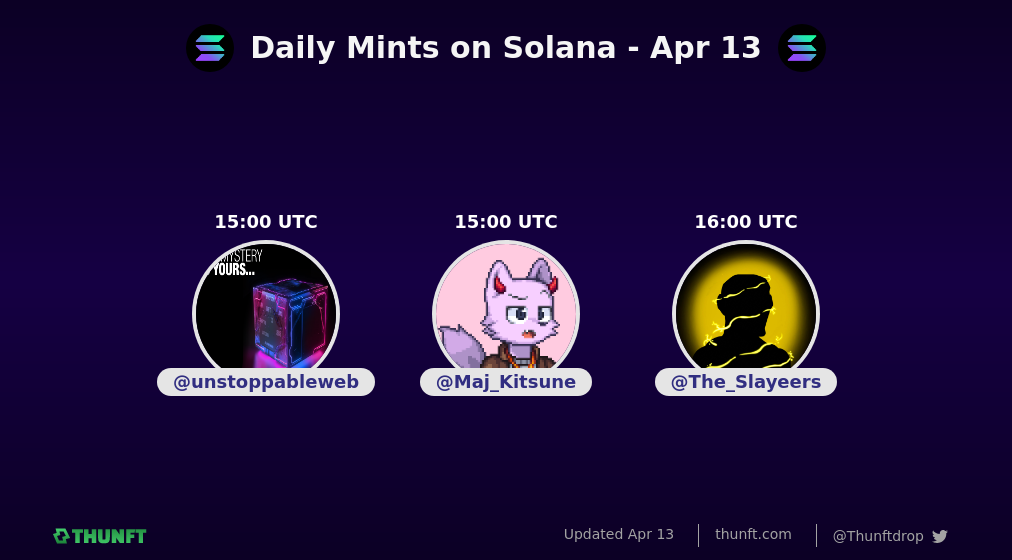 Daily Mints on Solana - Apr 13
15:00 UTC
15:00 UTC
16:00 UTC
MYSTERY
YOURS...
@unstoppableweb
@Maj_Kitsune
@The_Slayeers
THUNFT
Updated Apr 13
thunft.com
@Thunftdrop